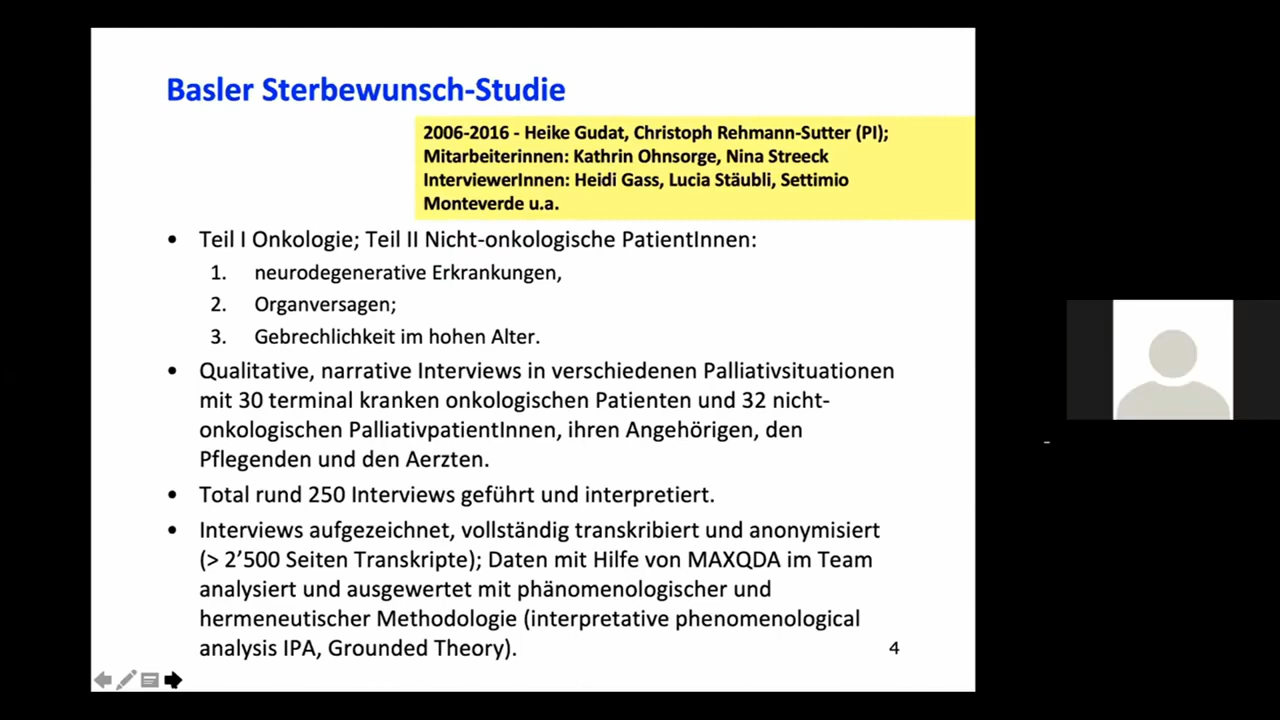 Basler Sterbewunsch-Studie
2006-2016 - Heike Gudat, Christoph Rehmann-Sutter (PI);
Mitarbeiterinnen: Kathrin Ohnsorge, Nina Streeck
InterviewerInnen: Heidi Gass, Lucia Stäubli, Settimio
Monteverde u.a.
• Teil I Onkologie; Teil II Nicht-onkologische PatientInnen:
1. neurodegenerative Erkrankungen,
2. Organversagen;
3. Gebrechlichkeit im hohen Alter.
• Qualitative, narrative Interviews in verschiedenen Palliativsituationen
mit 30 terminal kranken onkologischen Patienten und 32 nicht-
onkologischen PalliativpatientInnen, ihren Angehörigen, den
Pflegenden und den Aerzten.
• Total rund 250 Interviews geführt und interpretiert.
• Interviews aufgezeichnet, vollständig transkribiert und anonymisiert
(> 2’500 Seiten Transkripte); Daten mit Hilfe von MAXQDA im Team
analysiert und ausgewertet mit phänomenologischer und
hermeneutischer Methodologie (interpretative phenomenological
analysis IPA, Grounded Theory).
4